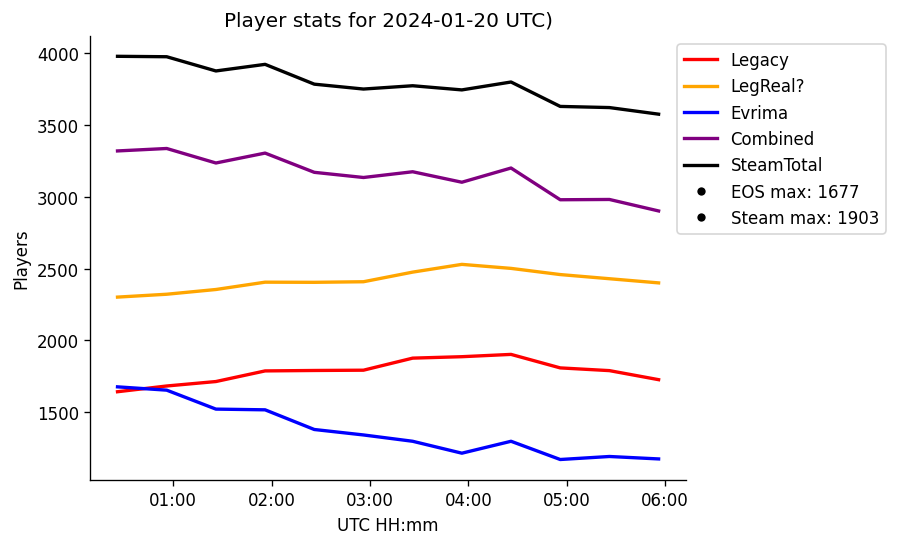 Player stats for 2024-01-20 UTC)
4000
3500
3000
2500
2000
1500
Players
01:00
02:00
03:00
04:00
05:00
06:00
UTC HH:mm
Legacy
LegReal?
Evrima
Combined
SteamTotal
EOS max: 1677
Steam max: 1903